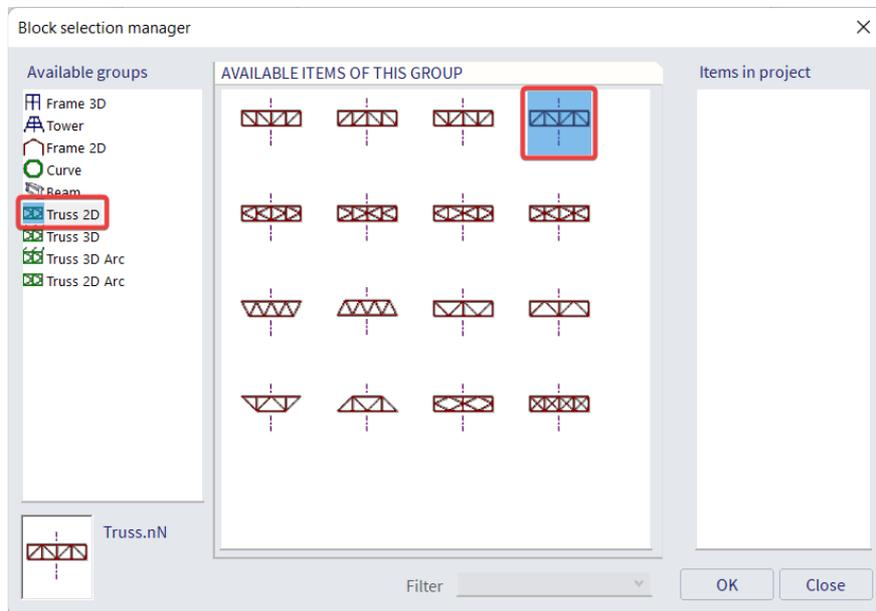 Block selection manager
Available groups
AVAILABLE ITEMS OF THIS GROUP
Items in project
Frame 3D
Tower
Frame 2D
Curve
Beam
Truss 2D
Truss 3D
Truss 3D Arc
Truss 2D Arc
Truss.nN
Filter
OK
Close